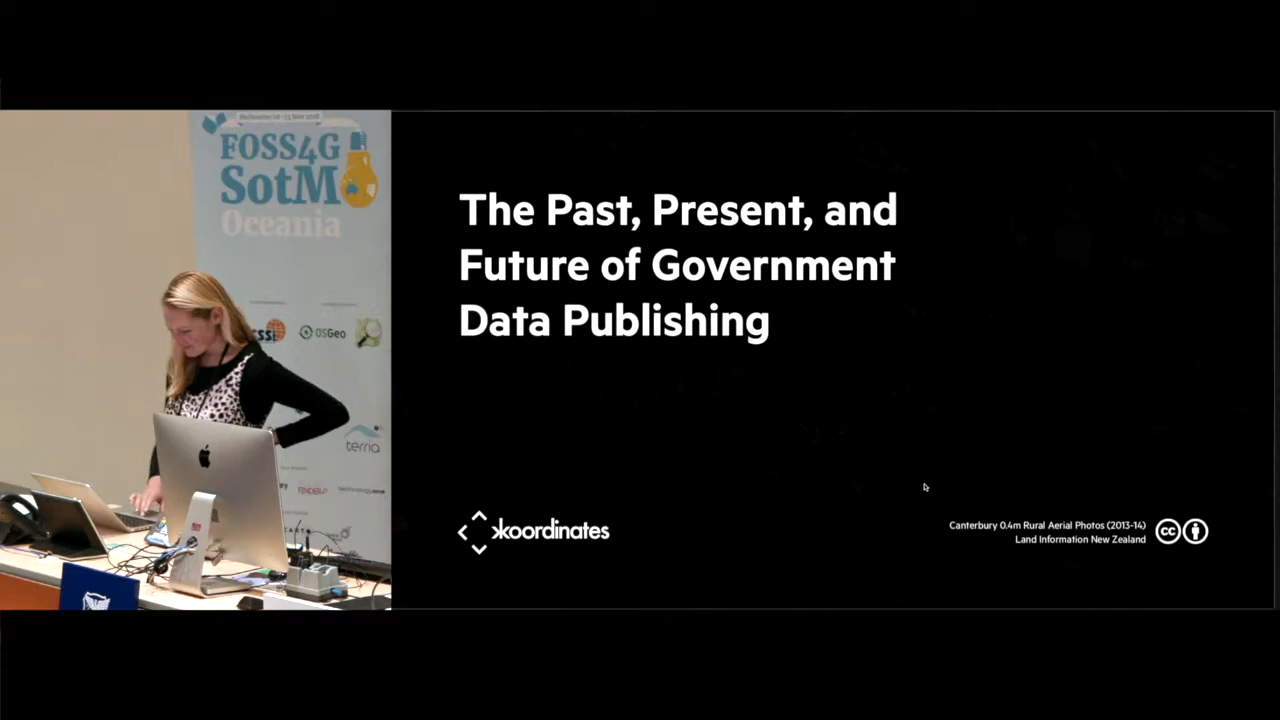 FOSS4G
SotM
Oceania
OSGeo
terria
The Past, Present, and
Future of Government
Data Publishing
koordinates
Canterbury 0.4m Rural Aerial Photos (2013-14)
Land Information New Zealand
cc